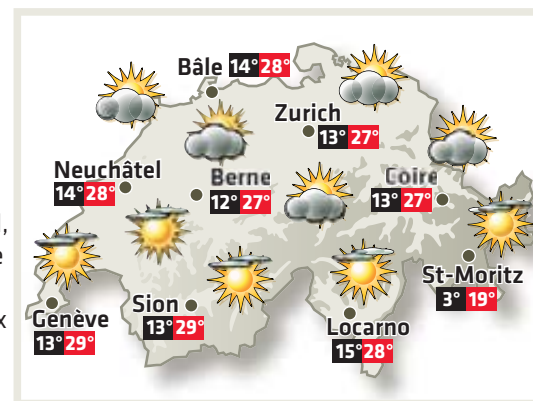 Bâle 14° 28°
Zurich
13° 27°
Neuchâtel
14° 28°
Berne
12° 27°
Coire
13° 27°
St-Moritz
3° 19°
Sion
13° 29°
Genève
13° 29°
Locarno
15° 28°